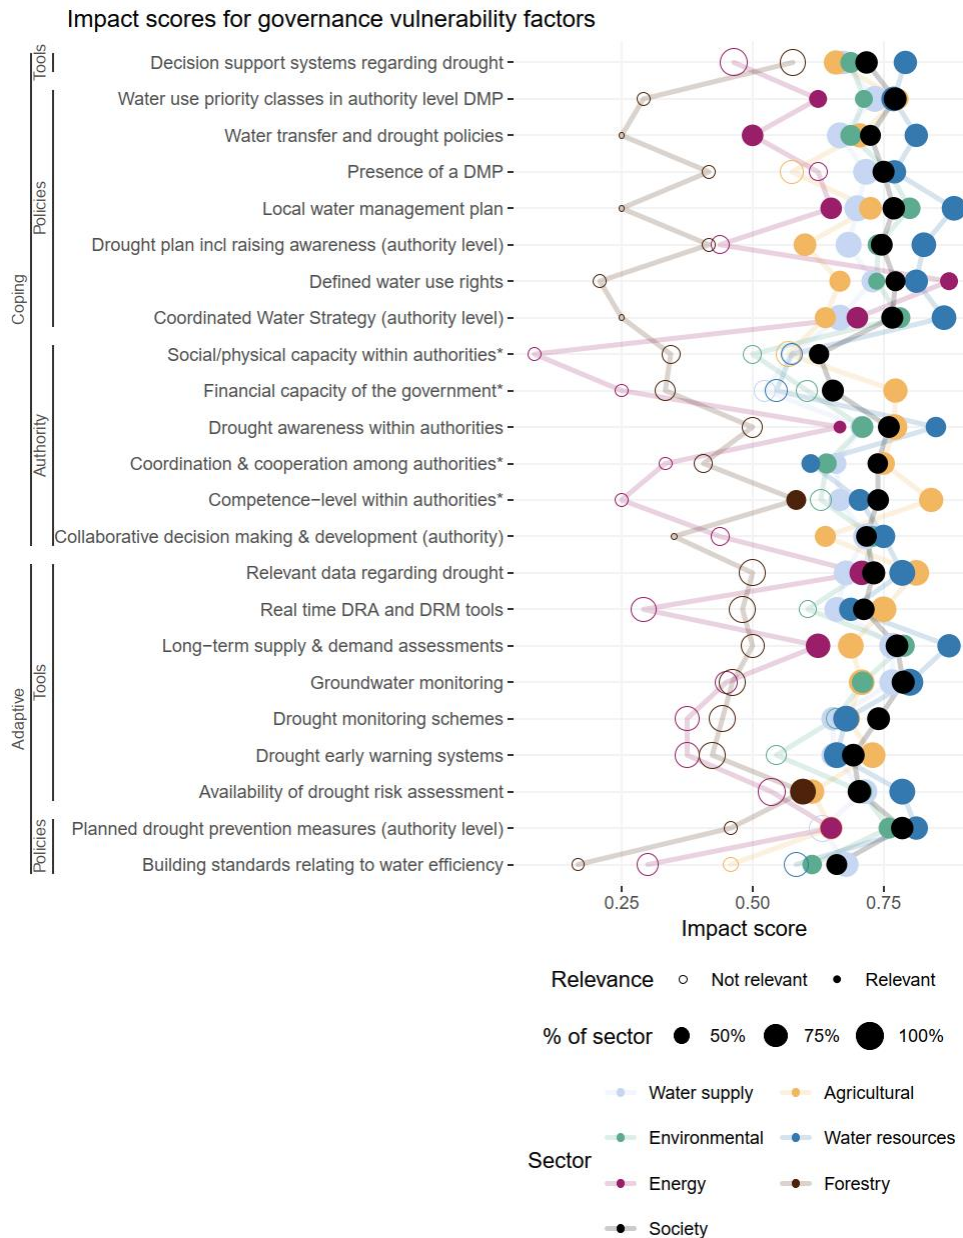 Impact scores for governance vulnerability factors
Coping
Tools
Decision support systems regarding drought
Policies
Water use priority classes in authority level DMP
Water transfer and drought policies
Presence of a DMP
Local water management plan
Drought plan incl raising awareness (authority level)
Defined water use rights
Coordinated Water Strategy (authority level)
Authority
Social/physical capacity within authorities*
Financial capacity of the government*
Drought awareness within authorities
Coordination & cooperation among authorities*
Competence−level within authorities*
Collaborative decision making & development (authority)
Adaptive
Tools
Relevant data regarding drought
Real time DRA and DRM tools
Long−term supply & demand assessments
Groundwater monitoring
Drought monitoring schemes
Drought early warning systems
Availability of drought risk assessment
Policies
Planned drought prevention measures (authority level)
Building standards relating to water efficiency
0.25 0.50 0.75
Impact score
Relevance Not relevant Relevant
% of sector 50% 75% 100%
Sector
Water supply Agricultural
Environmental Water resources
Energy Forestry
Society